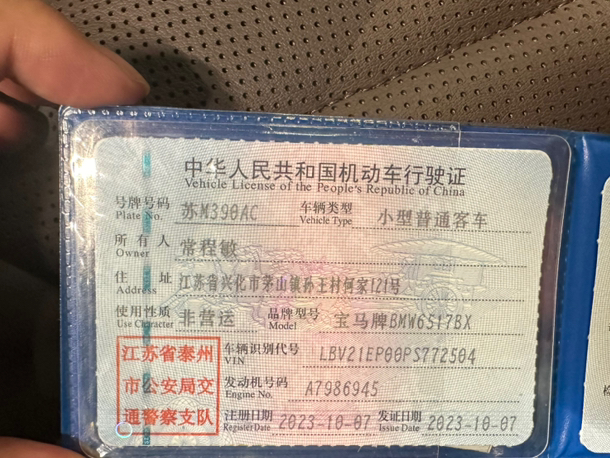 中华人民共和国机动车行驶证
Vehicle License of the People's Republic of China
号牌号码 苏M390AC 车辆类型 小型普通客车
Plate No. Vehicle Type
所有人 常程敏
Owner
住址 江苏省兴化市茅山镇孙王村何家121号
Address
使用性质 非营运 品牌型号 宝马牌BMW6517BX
Use Character Model
江苏省泰州 车辆识别代号 LBV21EP00PS772504
VIN
市公安局交 发动机号码 A7986945
Engine No.
通警察支队 注册日期 2023-10-07 发证日期 2023-10-07
Register Date Issue Date